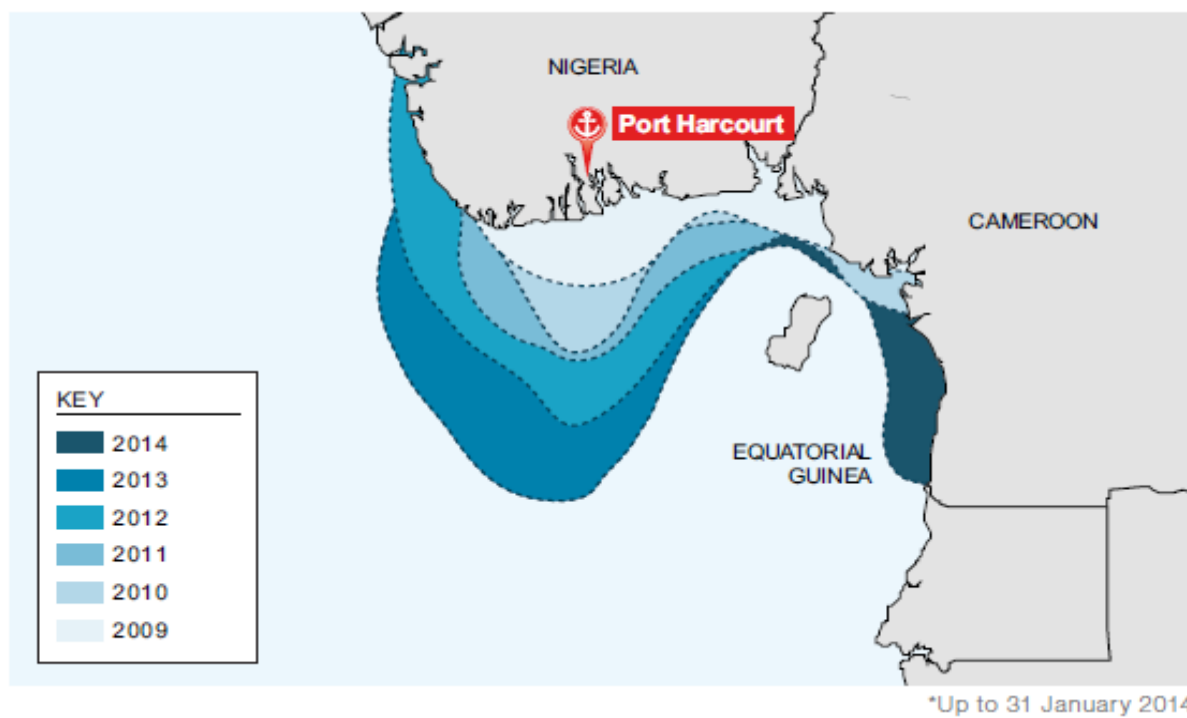 NIGERIA
Port Harcourt
CAMEROON
EQUATORIAL
GUINEA
KEY
2014
2013
2012
2011
2010
2009
*Up to 31 January 2014